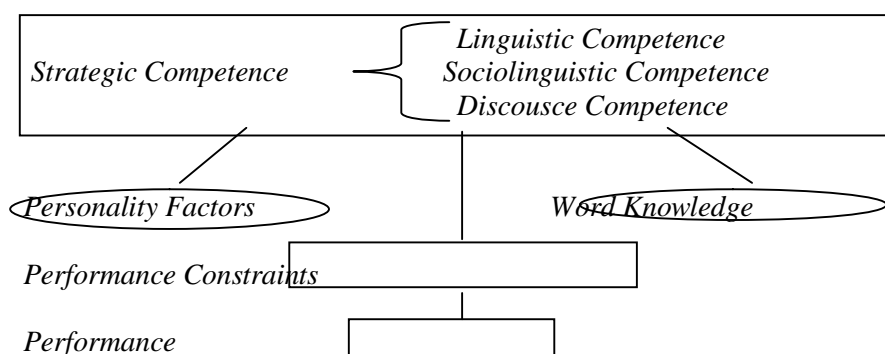 Linguistic Competence
Strategic Competence Sociolinguistic Competence
Discousce Competence
Personality Factors Word Knowledge
Performance Constraints
Performance